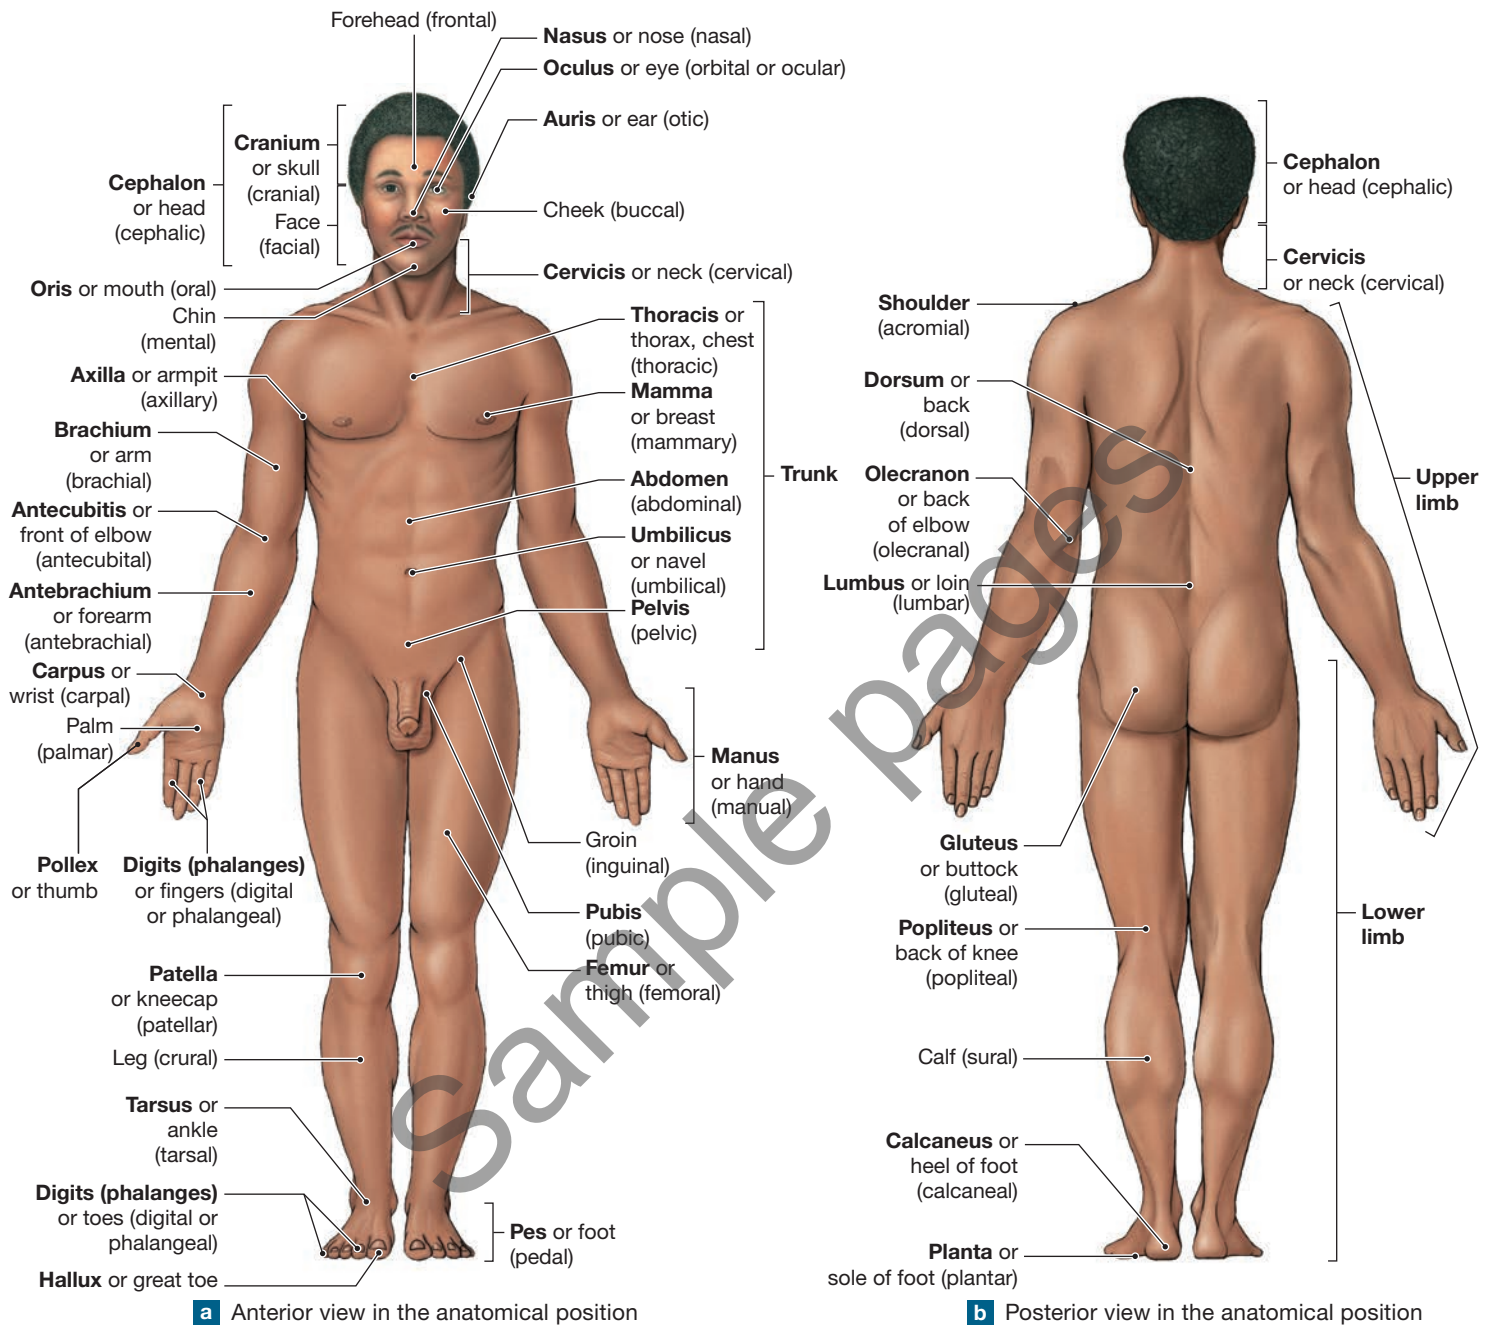 Forehead (frontal)
Nasus or nose (nasal)
Oculus or eye (orbital or ocular)
Auris or ear (otic)
Cheek (buccal)
Cervicis or neck (cervical)
Cephalon
or head
(cephalic)
Cranium
or skull
(cranial)
Face
(facial)
Oris or mouth (oral)
Chin
(mental)
Axilla or armpit
(axillary)
Brachium
or arm
(brachial)
Antecubitis or
front of elbow
(antecubital)
Antebrachium
or forearm
(antebrachial)
Carpus or
wrist (carpal)
Palm
(palmar)
Pollex
or thumb
Digits (phalanges)
or fingers (digital
or phalangeal)
Patella
or kneecap
(patellar)
Leg (crural)
Tarsus or
ankle
(tarsal)
Digits (phalanges)
or toes (digital or
phalangeal)
Hallux or great toe
Thoracis or
thorax, chest
(thoracic)
Mamma
or breast
(mammary)
Abdomen
(abdominal)
Umbilicus
or navel
(umbilical)
Pelvis
(pelvic)
Trunk
Manus
or hand
(manual)
Groin
(inguinal)
Pubis
(pubic)
Femur or
thigh (femoral)
Pes or foot
(pedal)
a Anterior view in the anatomical position
Cephalon
or head (cephalic)
Cervicis
or neck (cervical)
Shoulder
(acromial)
Dorsum or
back
(dorsal)
Olecranon
or back
of elbow
(olecranal)
Lumbus or loin
(lumbar)
Upper
limb
Gluteus
or buttock
(gluteal)
Popliteus or
back of knee
(popliteal)
Lower
limb
Calf (sural)
Calcaneus or
heel of foot
(calcaneal)
Planta or
sole of foot (plantar)
b Posterior view in the anatomical position
Sample pages